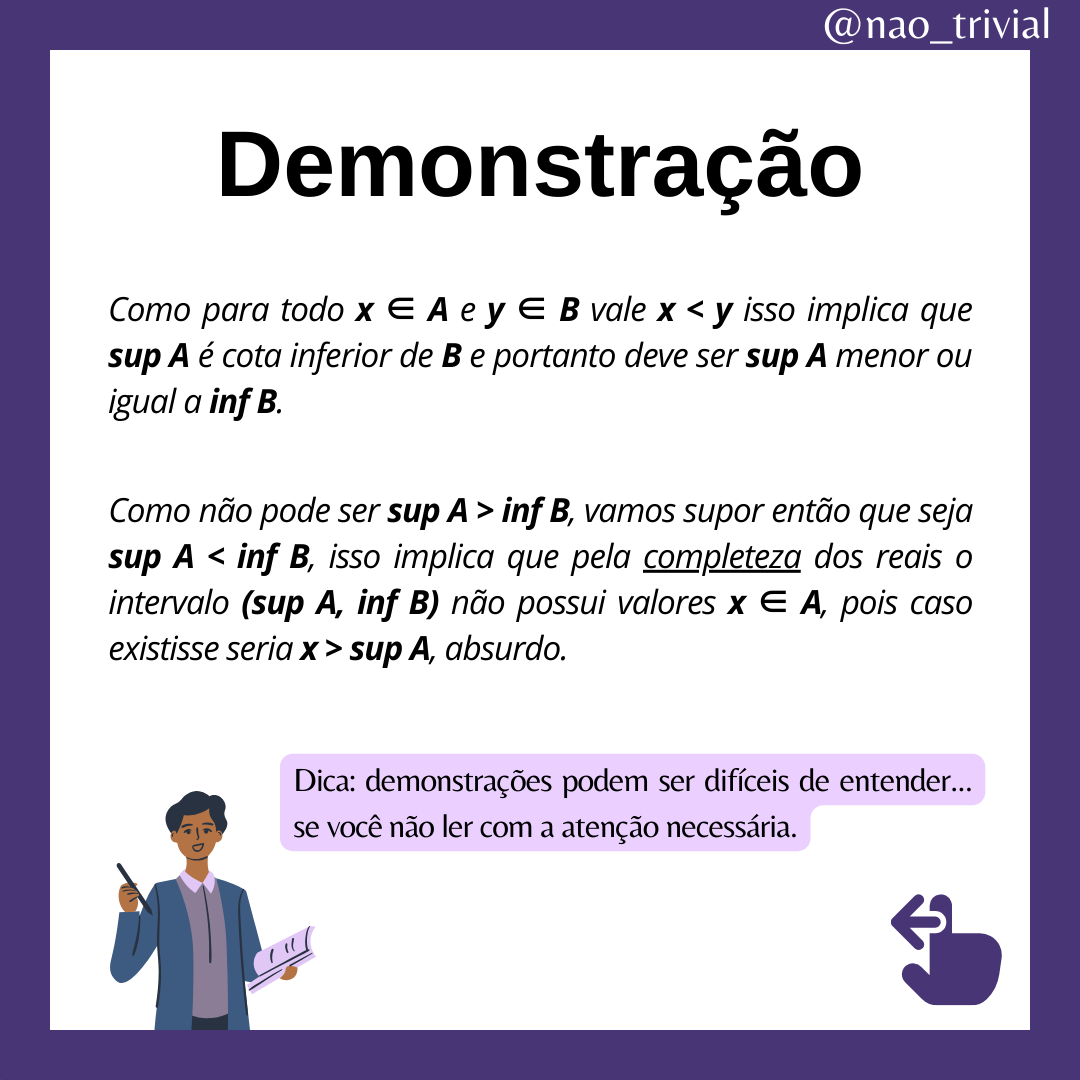 @nao_trivial
Demonstração
Como para todo x ∈ A e y ∈ B vale x < y isso implica que
sup A é cota inferior de B e portanto deve ser sup A menor ou
igual a inf B.
Como não pode ser sup A > inf B, vamos supor então que seja
sup A < inf B, isso implica que pela completeza dos reais o
intervalo (sup A, inf B) não possui valores x ∈ A, pois caso
existisse seria x > sup A, absurdo.
Dica: demonstrações podem ser difíceis de entender...
se você não ler com a atenção necessária.